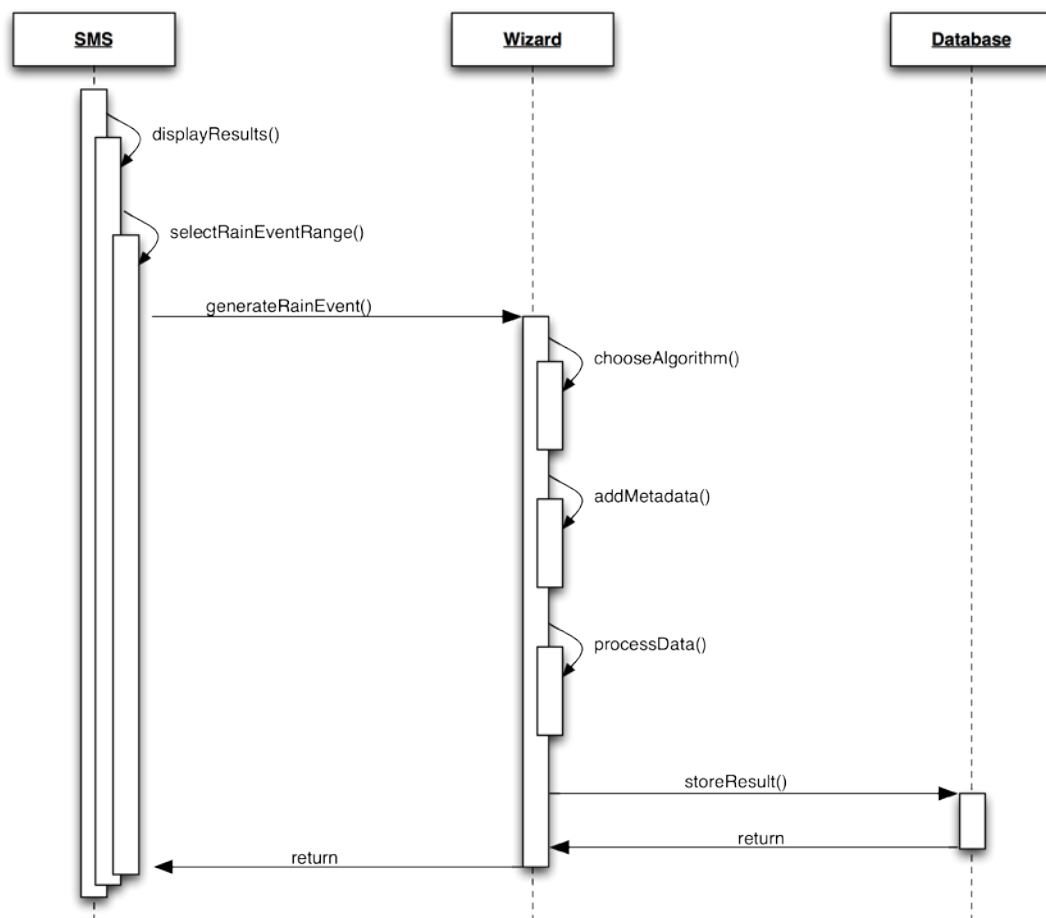 SMS
Wizard
Database
displayResults()
selectRainEventRange()
generateRainEvent()
chooseAlgorithm()
addMetadata()
processData()
storeResult()
return
return